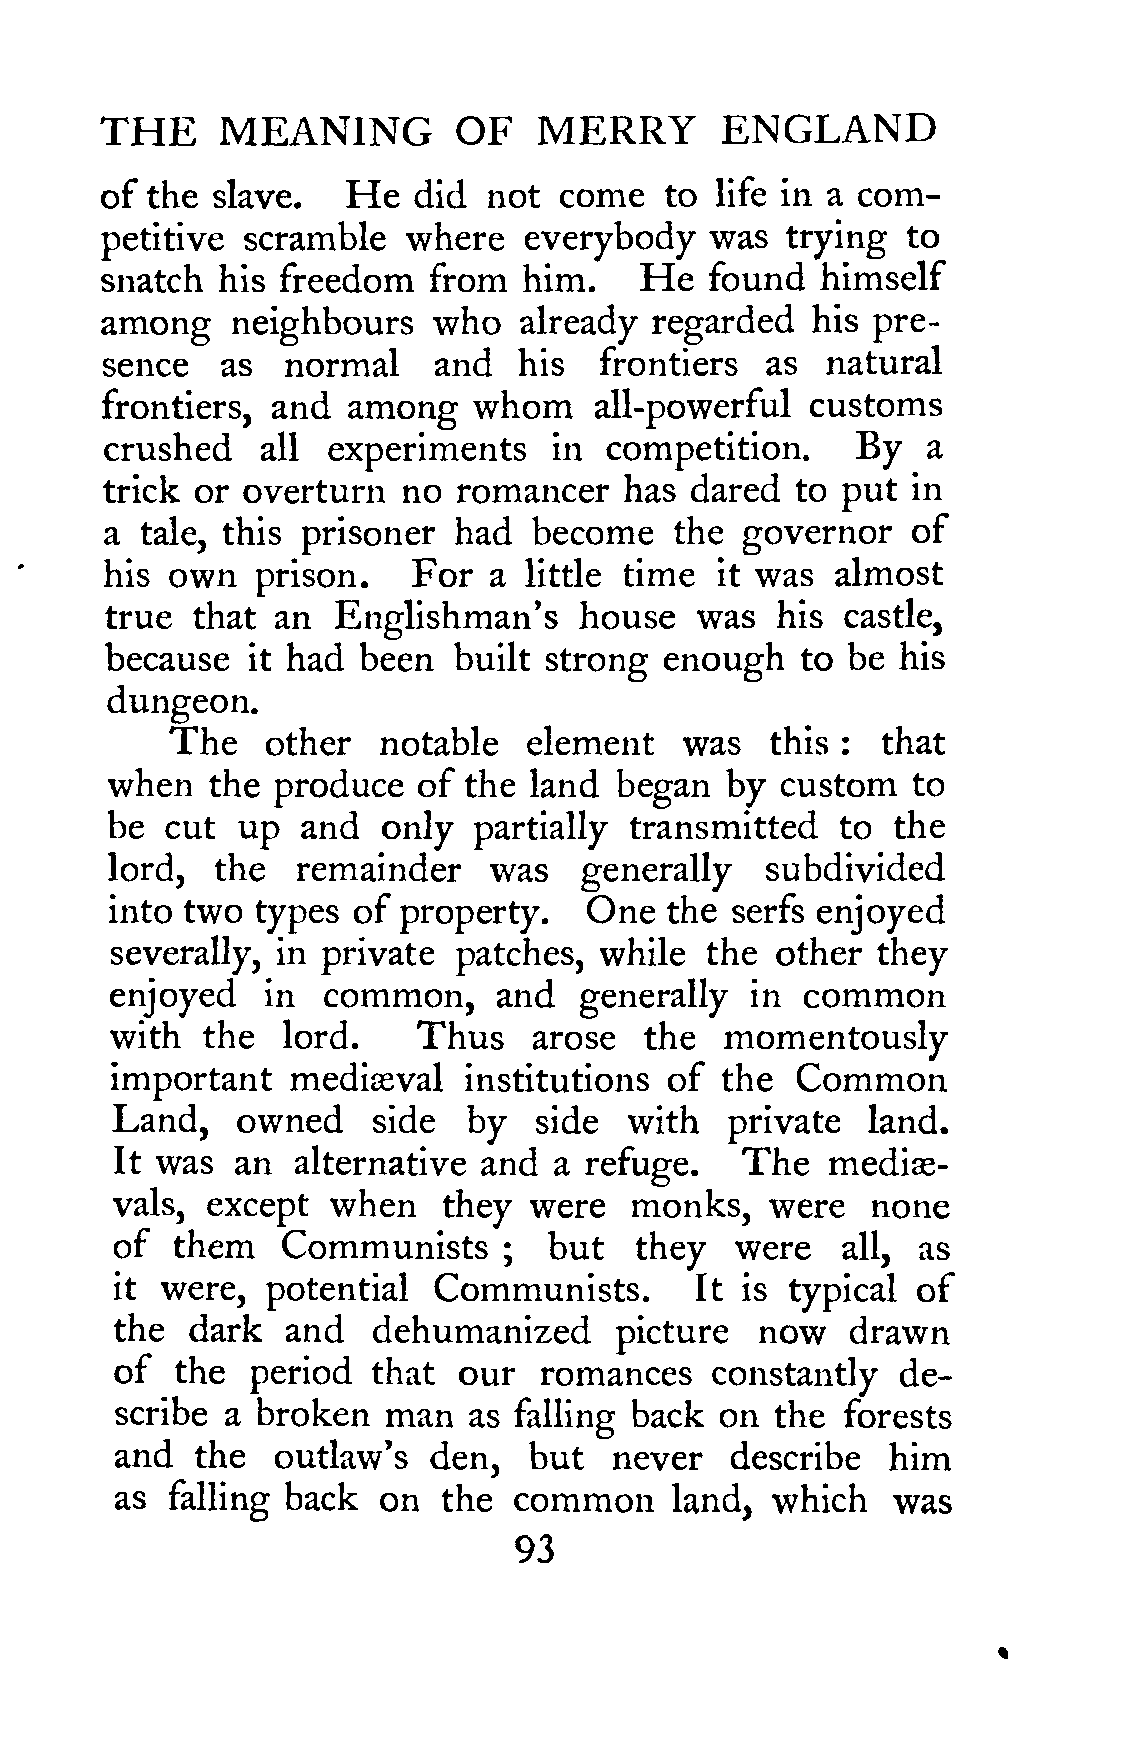 THE MEANING OF MERRY ENGLAND
of the slave. He did not come to life in a com-
petitive scramble where everybody was trying to
snatch his freedom from him. He found himself
among neighbours who already regarded his pre-
sence as normal and his frontiers as natural
frontiers, and among whom all-powerful customs
crushed all experiments in competition. By a
trick or overturn no romancer has dared to put in
a tale, this prisoner had become the governor of
his own prison. For a little time it was almost
true that an Englishman's house was his castle,
because it had been built strong enough to be his
dungeon.
The other notable element was this : that
when the produce of the land began by custom to
be cut up and only partially transmitted to the
lord, the remainder was generally subdivided
into two types of property. One the serfs enjoyed
severally, in private patches, while the other they
enjoyed in common, and generally in common
with the lord. Thus arose the momentously
important mediæval institutions of the Common
Land, owned side by side with private land.
It was an alternative and a refuge. The mediæ-
vals, except when they were monks, were none
of them Communists ; but they were all, as
it were, potential Communists. It is typical of
the dark and dehumanized picture now drawn
of the period that our romances constantly de-
scribe a broken man as falling back on the forests
and the outlaw's den, but never describe him
as falling back on the common land, which was
93